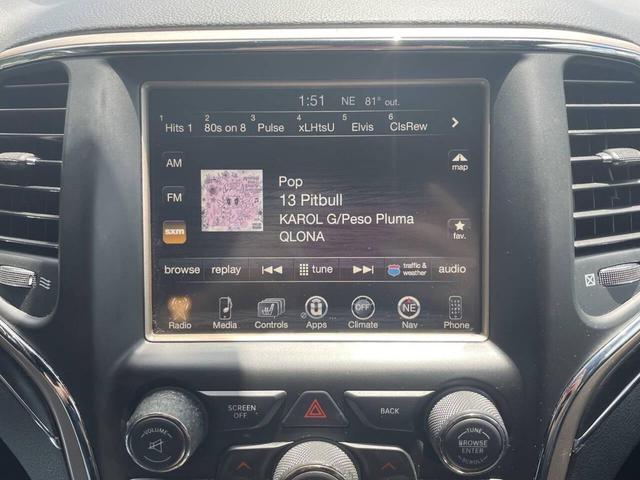 1:51 NE 81° out.
1 Hits 1 2 80s on 8 3 Pulse 4 xLHtsU 5 Elvis 6 ClsRew
AM
map
Pop
FM
13 Pitbull
KAROL G/Peso Pluma
sxm
QLONA
fav.
browse replay tune traffic & weather audio
OFF NE
Radio Media Controls Apps ... Climate Nav Phone
SCREEN OFF
BACK
VOLUME
TUNE
BROWSE
ENTER
SCROLL